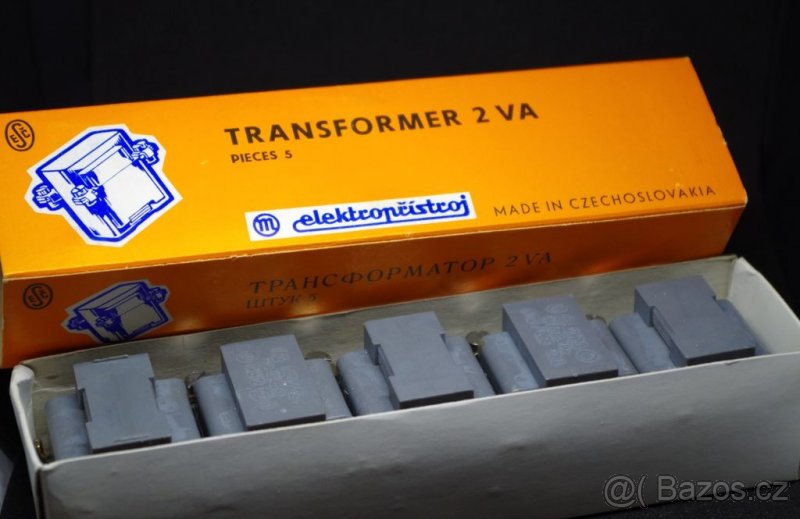 TRANSFORMER 2 VA
PIECES 5
m elektropřístroj
MADE IN CZECHOSLOVAKIA
ТРАНСФОРМАТОР 2 VA
ШТУК 5
@( Bazos.cz